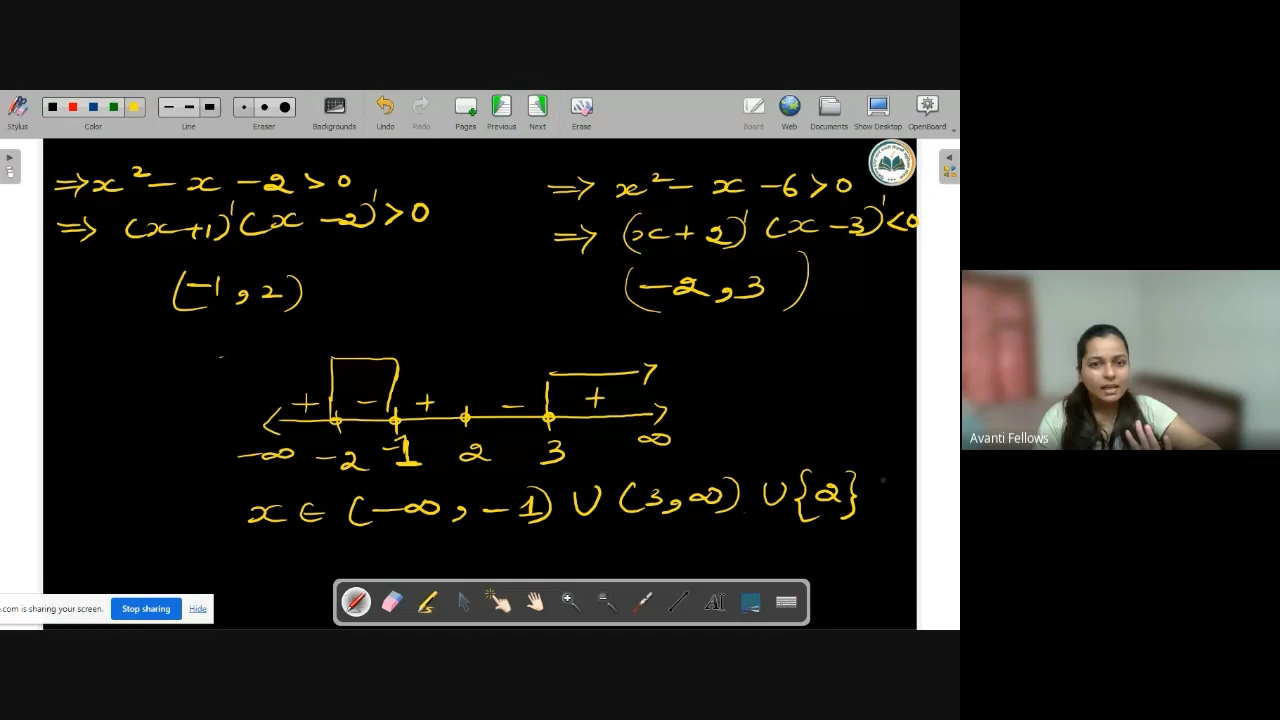 Stylus Color Line Eraser Backgrounds Undo Redo Pages Previous Next Erase Board Web Documents Show Desktop OpenBoard
⇒ x² - x - 2 > 0 ⇒ x² - x - 6 > 0
⇒ (x+1)' (x - 2)' > 0 ⇒ (x + 2)' (x - 3)' < 0
(-1, 2) (-2, 3)
+ - + - +
-∞ -2 -1 2 3 ∞
x ∈ (-∞, -1) ∪ (3, ∞) ∪ {2}
Avanti Fellows
.com is sharing your screen. Stop sharing Hide